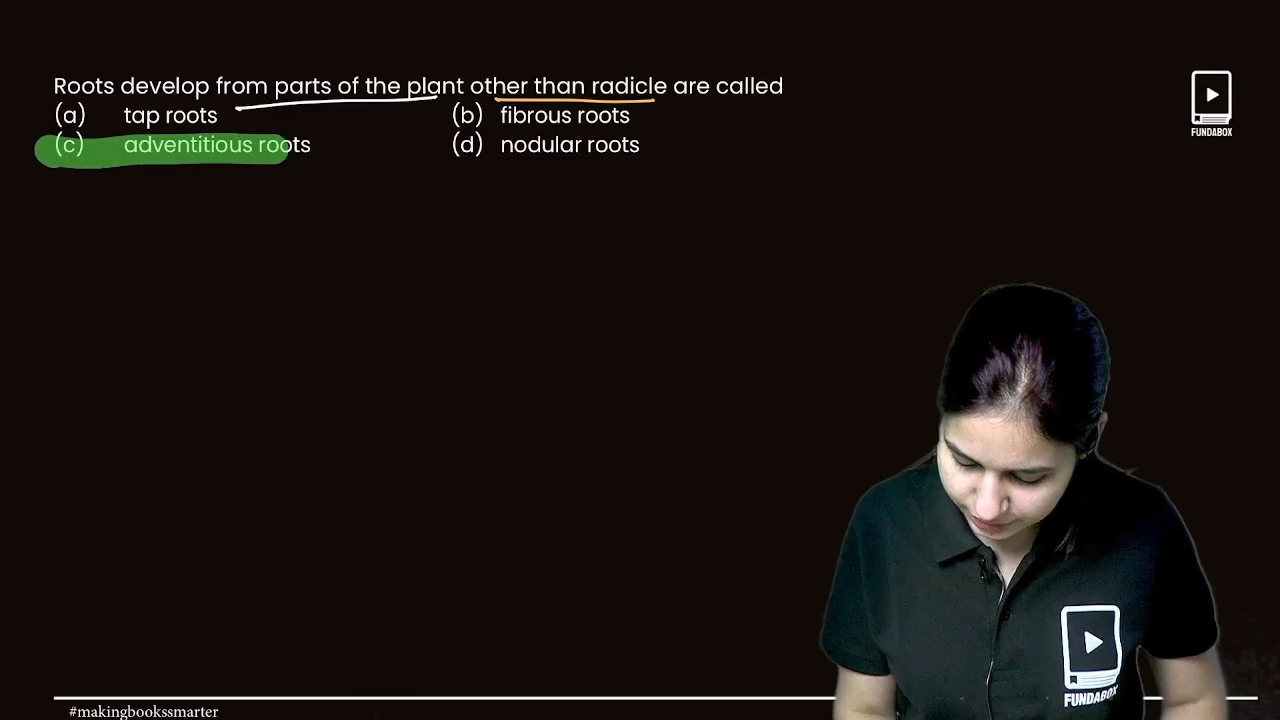 Roots develop from parts of the plant other than radicle are called
(a) tap roots (b) fibrous roots
(c) adventitious roots (d) nodular roots
FUNDABOX
FUNDABOX
#makingbookssmarter